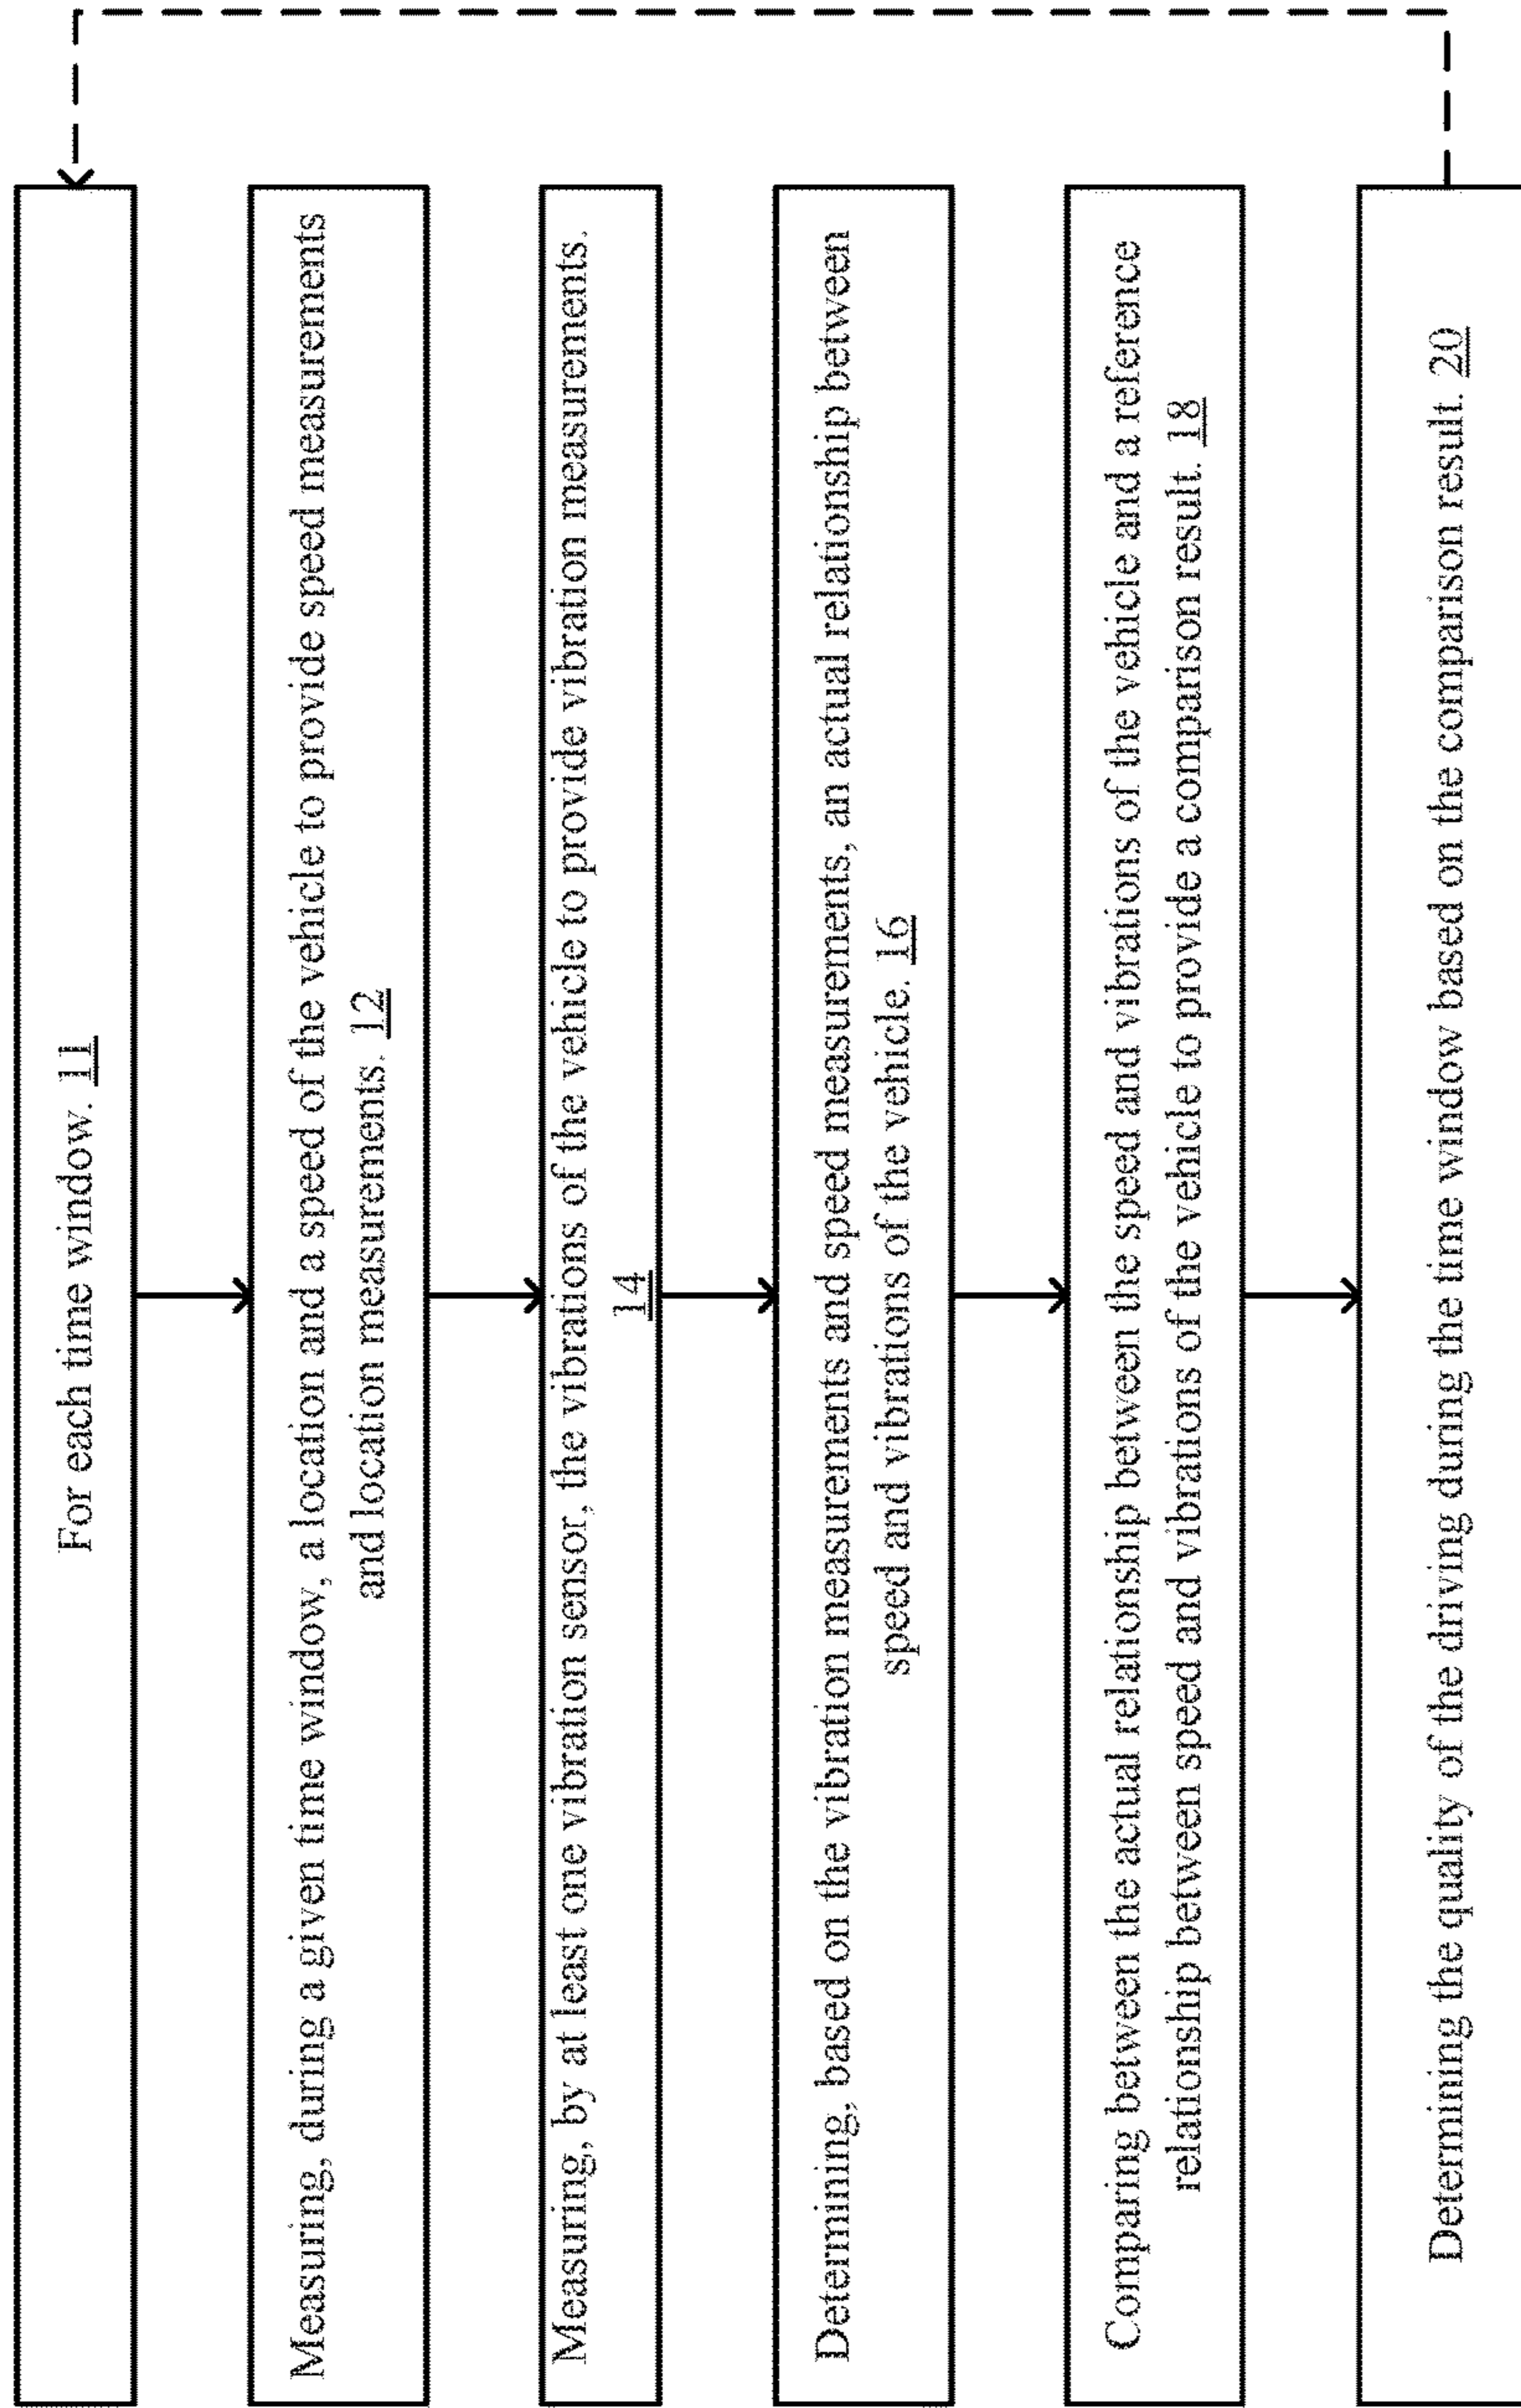 For each time window. 11
Measuring, during a given time window, a location and a speed of the vehicle to provide speed measurements
and location measurements. 12
Measuring, by at least one vibration sensor, the vibrations of the vehicle to provide vibration measurements.
14
Determining, based on the vibration measurements and speed measurements, an actual relationship between
speed and vibrations of the vehicle. 16
Comparing between the actual relationship between the speed and vibrations of the vehicle and a reference
relationship between speed and vibrations of the vehicle to provide a comparison result. 18
Determining the quality of the driving during the time window based on the comparison result. 20